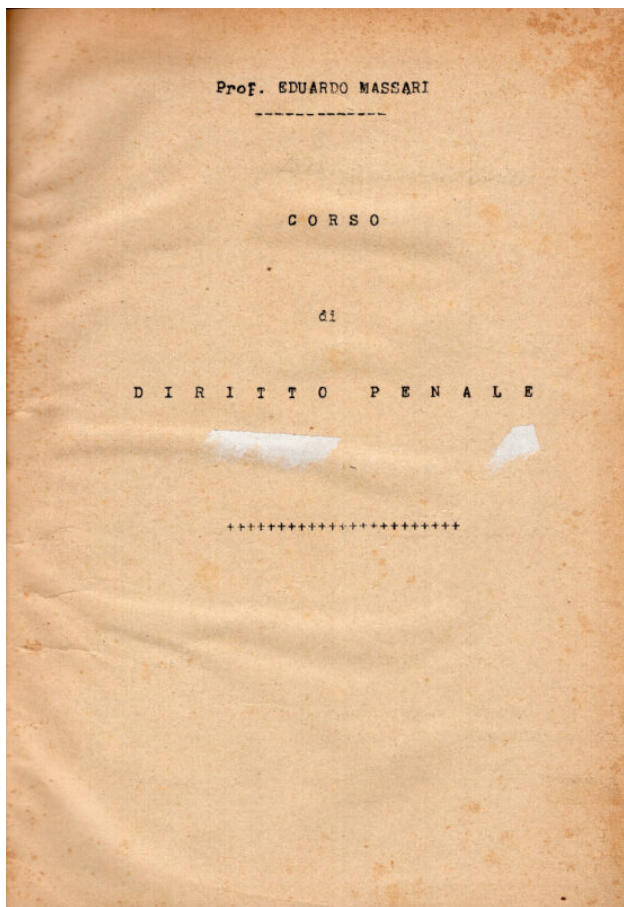 Prof. EDUARDO MASSARI
-------------
C O R S O
di
D I R I T T O   P E N A L E
+++++++++++++++++++++++